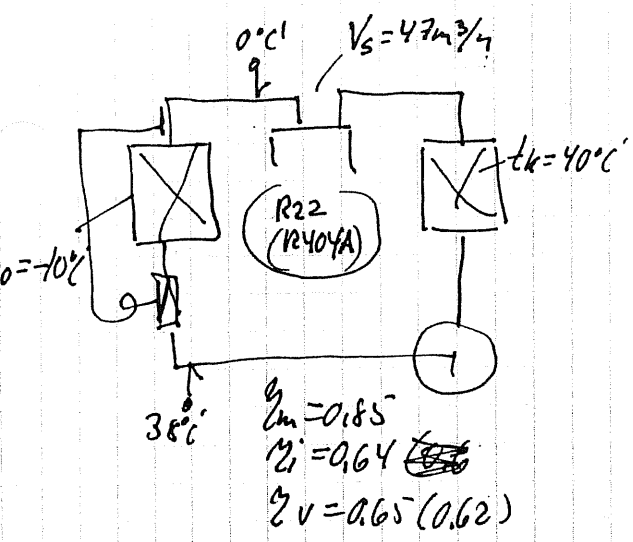 0°C
Vs=47m³/h
tk=40°C
R22
(R404A)
o=-10°C
38°C
ηm=0,85
ηi=0,64
ηv=0,65(0,62)